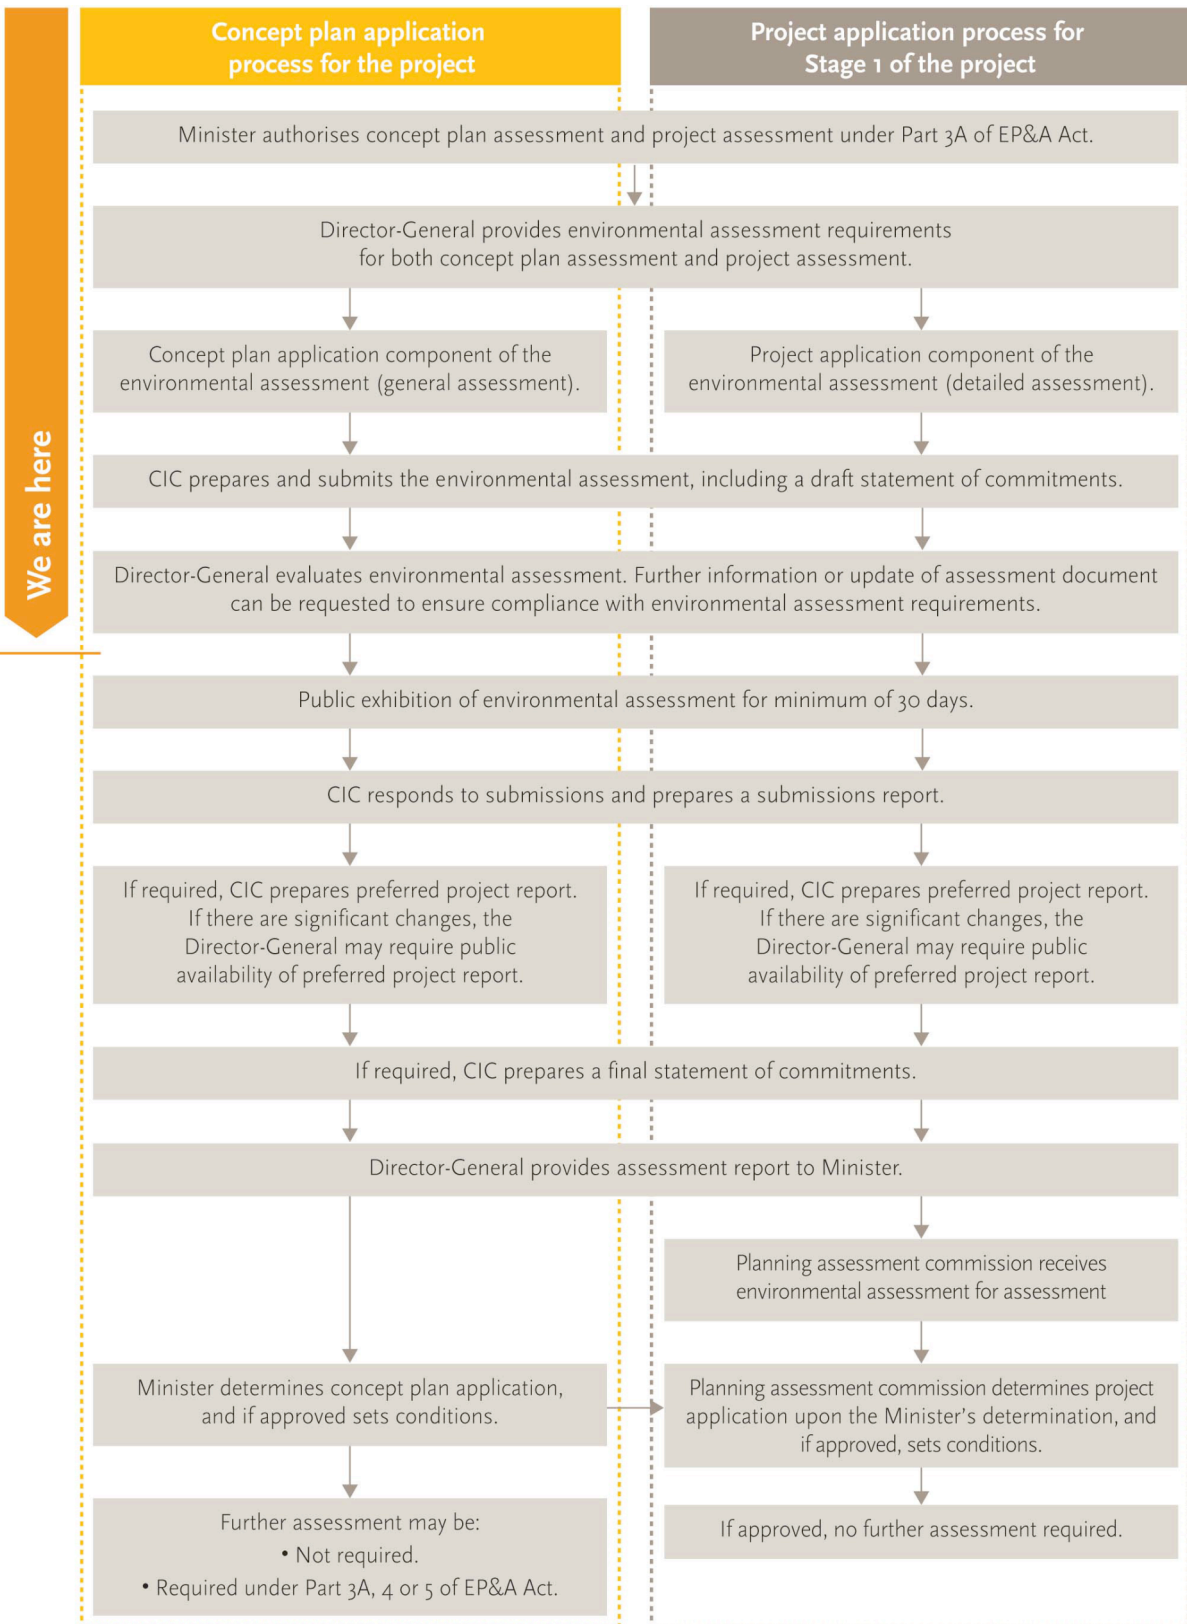 Concept plan application
process for the project
Project application process for
Stage 1 of the project
We are here
Minister authorises concept plan assessment and project assessment under Part 3A of EP&A Act.
Director-General provides environmental assessment requirements
for both concept plan assessment and project assessment.
Concept plan application component of the
environmental assessment (general assessment).
Project application component of the
environmental assessment (detailed assessment).
CIC prepares and submits the environmental assessment, including a draft statement of commitments.
Director-General evaluates environmental assessment. Further information or update of assessment document
can be requested to ensure compliance with environmental assessment requirements.
Public exhibition of environmental assessment for minimum of 30 days.
CIC responds to submissions and prepares a submissions report.
If required, CIC prepares preferred project report.
If there are significant changes, the
Director-General may require public
availability of preferred project report.
If required, CIC prepares preferred project report.
If there are significant changes, the
Director-General may require public
availability of preferred project report.
If required, CIC prepares a final statement of commitments.
Director-General provides assessment report to Minister.
Planning assessment commission receives
environmental assessment for assessment
Minister determines concept plan application,
and if approved sets conditions.
Planning assessment commission determines project
application upon the Minister’s determination, and
if approved, sets conditions.
Further assessment may be:
• Not required.
• Required under Part 3A, 4 or 5 of EP&A Act.
If approved, no further assessment required.